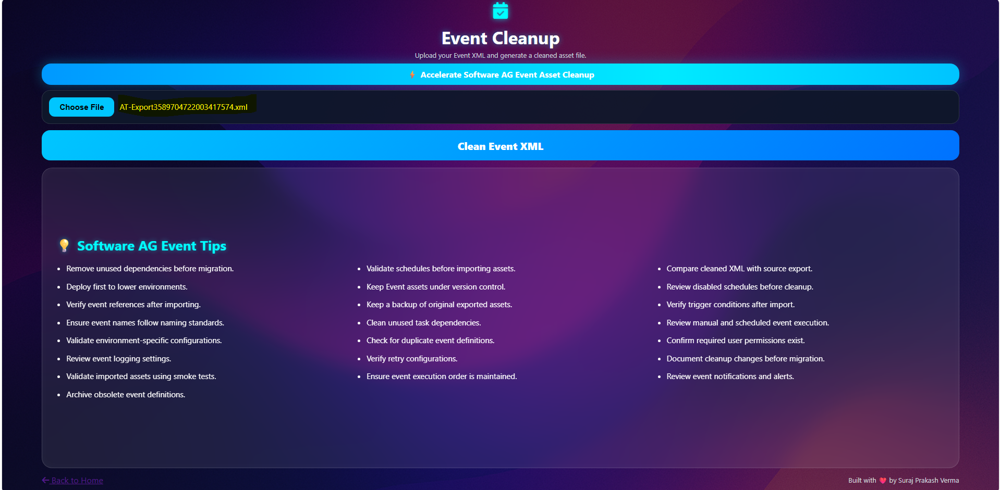 Event Cleanup
Upload your Event XML and generate a cleaned asset file.
⚡ Accelerate Software AG Event Asset Cleanup
Choose File AT-Export3589704722003417574.xml
Clean Event XML
💡 Software AG Event Tips
• Remove unused dependencies before migration.
• Deploy first to lower environments.
• Verify event references after importing.
• Ensure event names follow naming standards.
• Validate environment-specific configurations.
• Review event logging settings.
• Validate imported assets using smoke tests.
• Archive obsolete event definitions.
• Validate schedules before importing assets.
• Keep Event assets under version control.
• Keep a backup of original exported assets.
• Clean unused task dependencies.
• Check for duplicate event definitions.
• Verify retry configurations.
• Ensure event execution order is maintained.
• Compare cleaned XML with source export.
• Review disabled schedules before cleanup.
• Verify trigger conditions after import.
• Review manual and scheduled event execution.
• Confirm required user permissions exist.
• Document cleanup changes before migration.
• Review event notifications and alerts.
← Back to Home
Built with ❤️ by Suraj Prakash Verma